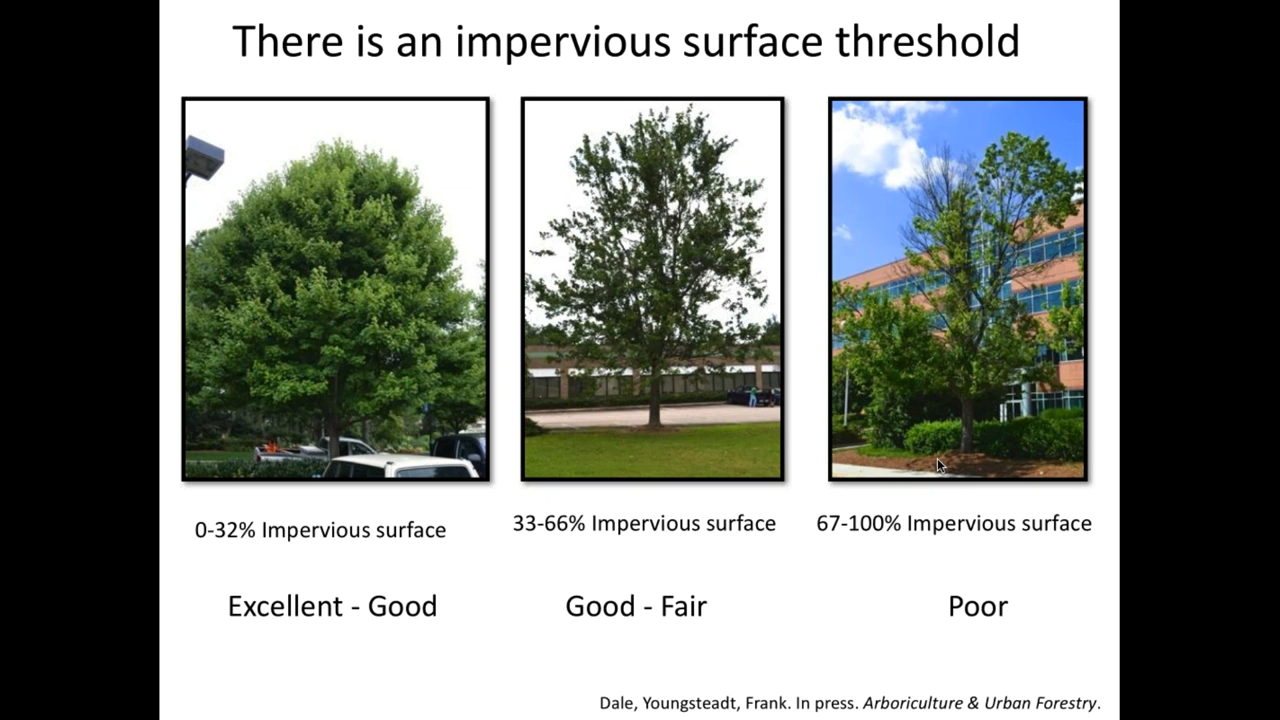 There is an impervious surface threshold
0-32% Impervious surface
33-66% Impervious surface
67-100% Impervious surface
Excellent - Good
Good - Fair
Poor
Dale, Youngsteadt, Frank. In press. Arboriculture & Urban Forestry.